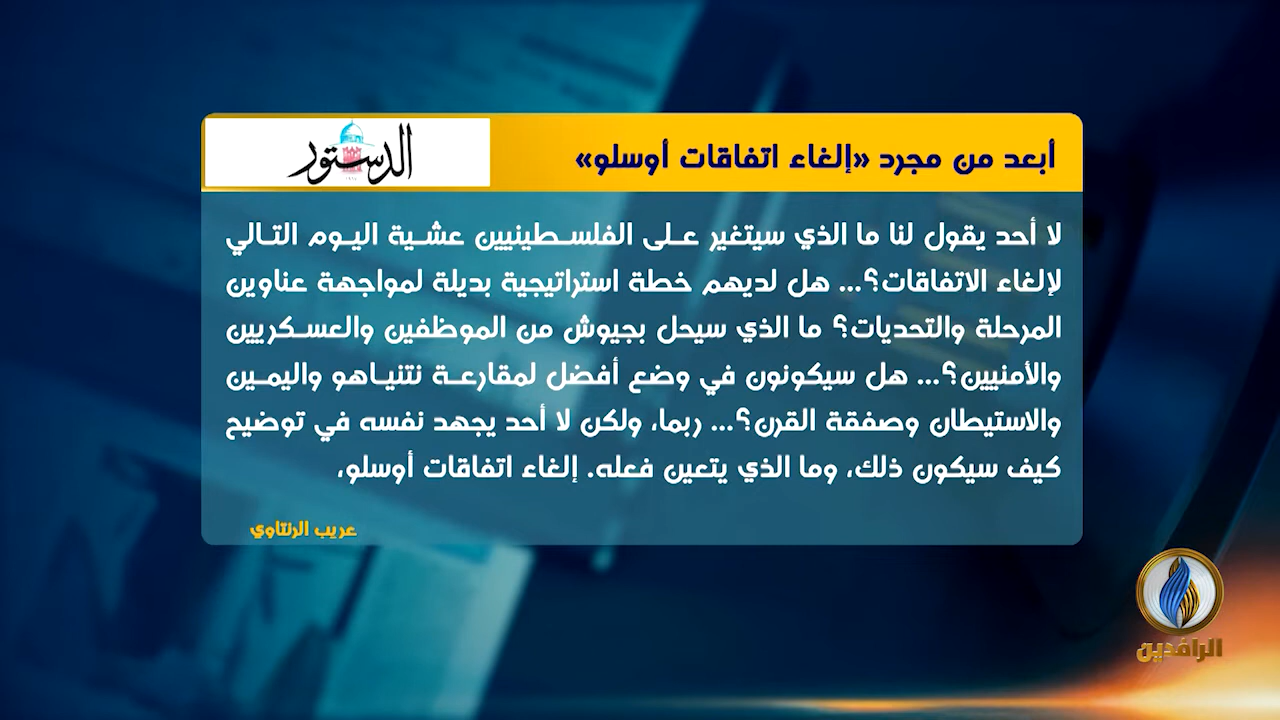 الدستور
أبعد من مجرد «إلغاء اتفاقات أوسلو»
لا أحد يقول لنا ما الذي سيتغير على الفلسطينيين عشية اليوم التالي
لإلغاء الاتفاقات؟... هل لديهم خطة استراتيجية بديلة لمواجهة عناوين
المرحلة والتحديات؟ ما الذي سيحل بجيوش من الموظفين والعسكريين
والأمنيين؟... هل سيكونون في وضع أفضل لمقارعة نتنياهو واليمين
والاستيطان وصفقة القرن؟... ربما، ولكن لا أحد يجهد نفسه في توضيح
كيف سيكون ذلك، وما الذي يتعين فعله. إلغاء اتفاقات أوسلو،
عريب الرنتاوي
الرافدين